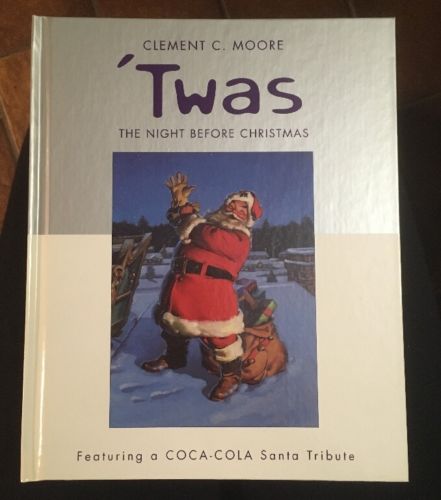 CLEMENT C. MOORE
'Twas
THE NIGHT BEFORE CHRISTMAS
Featuring a COCA-COLA Santa Tribute